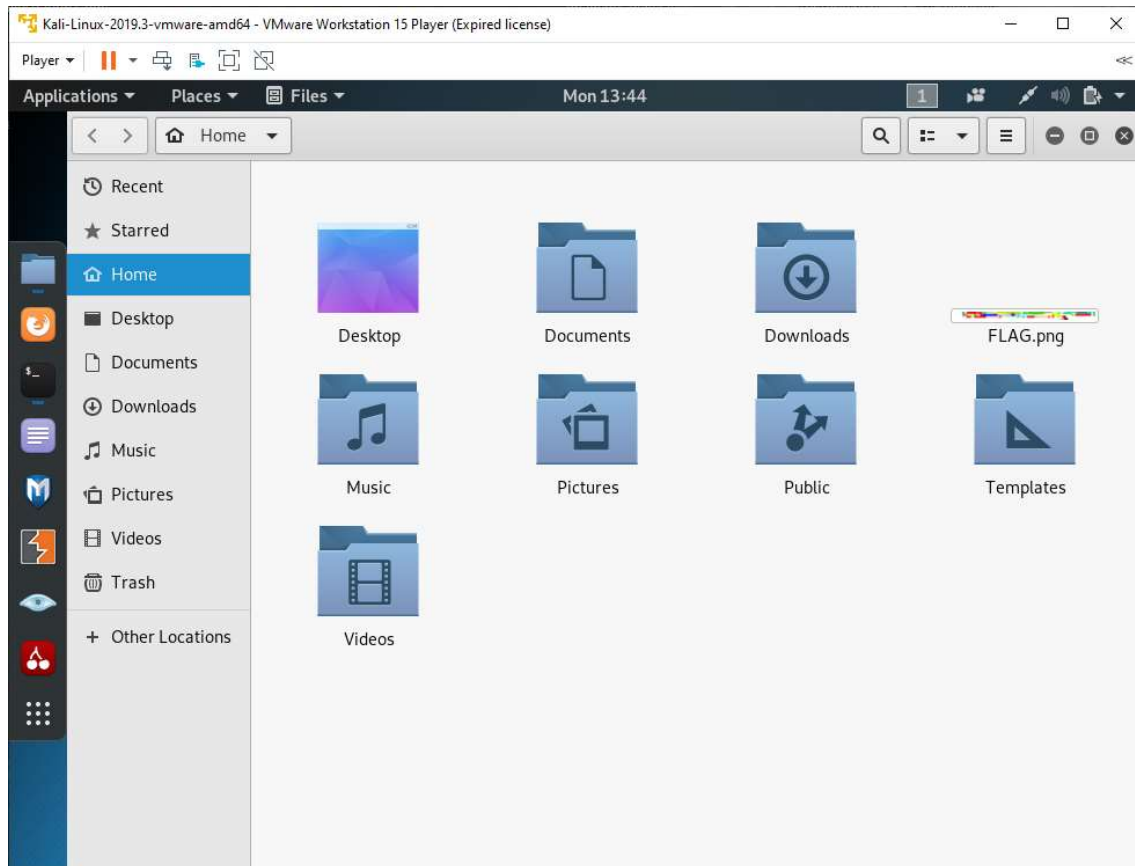 Kali-Linux-2019.3-vmware-amd64 - VMware Workstation 15 Player (Expired license)
Player
Applications Places Files Mon 13:44 1
Home
Recent
Starred
Home
Desktop
Documents
Downloads
Music
Pictures
Videos
Trash
+ Other Locations
Desktop Documents Downloads FLAG.png
Music Pictures Public Templates
Videos
$_